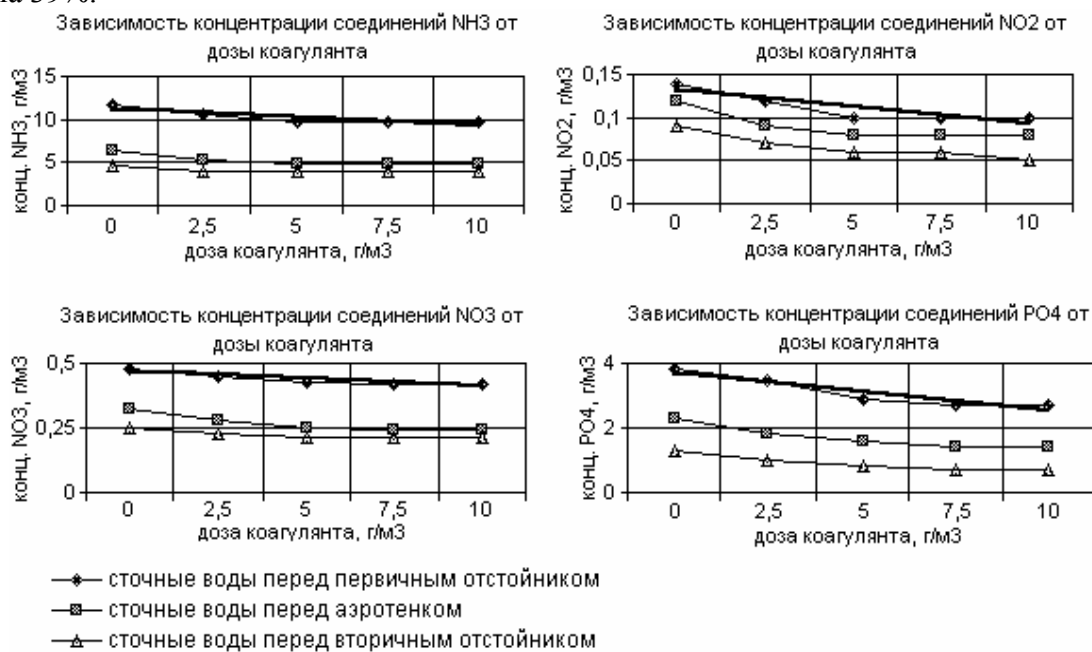 на 39%.
Зависимость концентрации соединений NH3 от
дозы коагулянта
конц. NH3, г/м3
15
10
5
0
0 2,5 5 7,5 10
доза коагулянта, г/м3
Зависимость концентрации соединений NO2 от
дозы коагулянта
конц. NO2, г/м3
0,15
0,1
0,05
0
0 2,5 5 7,5 10
доза коагулянта, г/м3
Зависимость концентрации соединений NO3 от
дозы коагулянта
конц. NO3, г/м3
0,5
0,25
0
0 2,5 5 7,5 10
доза коагулянта, г/м3
Зависимость концентрации соединений PO4 от
дозы коагулянта
конц. PO4, г/м3
4
2
0
0 2,5 5 7,5 10
доза коагулянта, г/м3
сточные воды перед первичным отстойником
сточные воды перед аэротенком
сточные воды перед вторичным отстойником